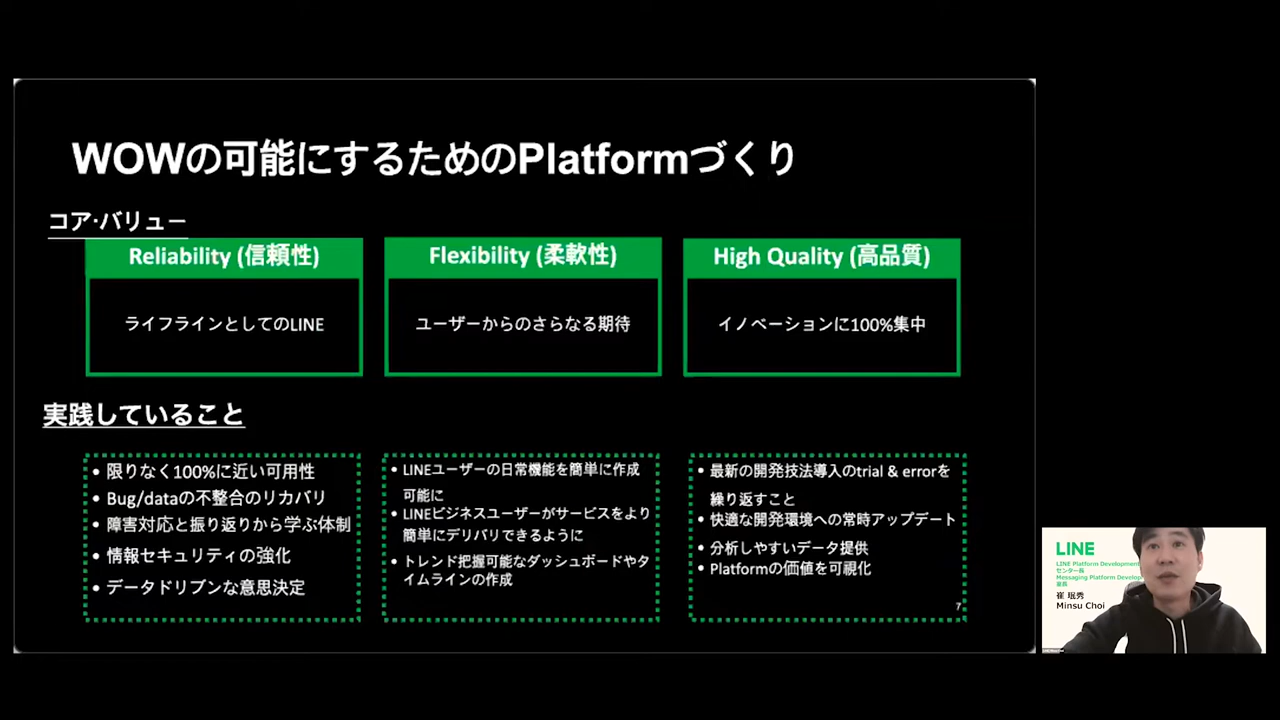 WOWの可能にするためのPlatformづくり
コア·バリュー
Reliability (信頼性)
ライフラインとしてのLINE
Flexibility (柔軟性)
ユーザーからのさらなる期待
High Quality (高品質)
イノベーションに100%集中
実践していること
• 限りなく100%に近い可用性
• Bug/dataの不整合のリカバリ
• 障害対応と振り返りから学ぶ体制
• 情報セキュリティの強化
• データドリブンな意思決定
• LINEユーザーの日常機能を簡単に作成
可能に
• LINEビジネスユーザーがサービスをより
簡単にデリバリできるように
• トレンド把握可能なダッシュボードやタ
イムラインの作成
• 最新の開発技法導入のtrial & errorを
繰り返すこと
• 快適な開発環境への常時アップデート
• 分析しやすいデータ提供
• Platformの価値を可視化
7
LINE
LINE Platform Development
センター長
Messaging Platform Develop
室長
崔 珉秀
Minsu Choi